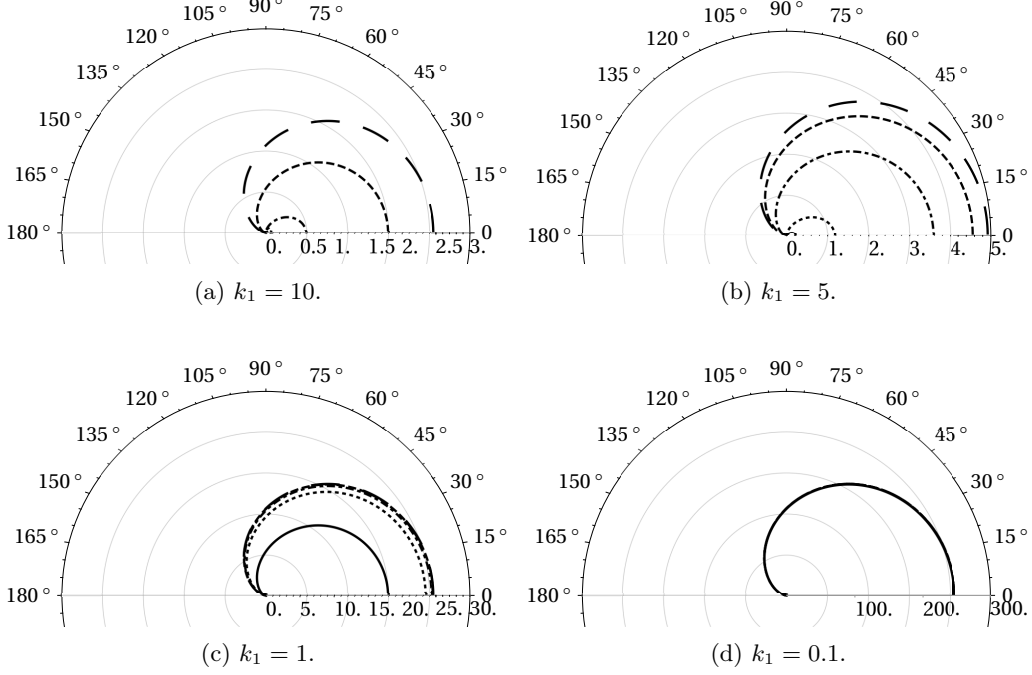 90 °
105 ° 75 °
120 ° 60 °
135 ° 45 °
150 ° 30 °
165 ° 15 °
180 ° 0
0. 0.5 1. 1.5 2. 2.5 3.
(a) k₁ = 10.
90 °
105 ° 75 °
120 ° 60 °
135 ° 45 °
150 ° 30 °
165 ° 15 °
180 ° 0
0. 1. 2. 3. 4. 5.
(b) k₁ = 5.
90 °
105 ° 75 °
120 ° 60 °
135 ° 45 °
150 ° 30 °
165 ° 15 °
180 ° 0
0. 5. 10. 15. 20. 25. 30.
(c) k₁ = 1.
90 °
105 ° 75 °
120 ° 60 °
135 ° 45 °
150 ° 30 °
165 ° 15 °
180 ° 0
100. 200. 300.
(d) k₁ = 0.1.